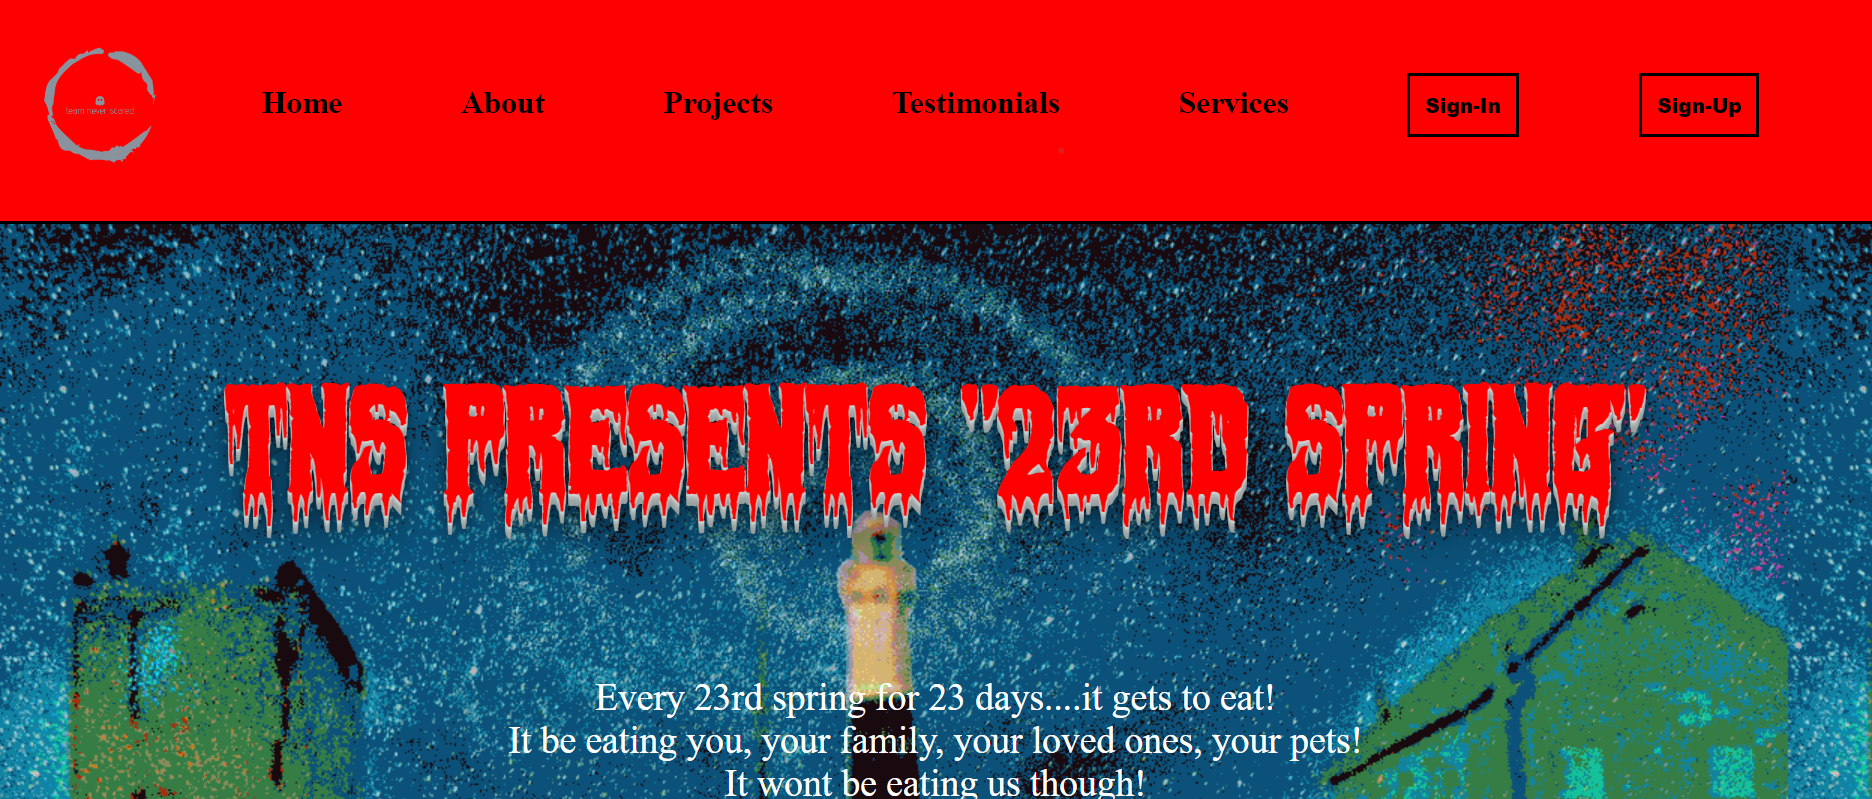 team never scared
Home About Projects Testimonials Services Sign-In Sign-Up
TNS PRESENTS "23RD SPRING"
Every 23rd spring for 23 days....it gets to eat!
It be eating you, your family, your loved ones, your pets!
It wont be eating us though!